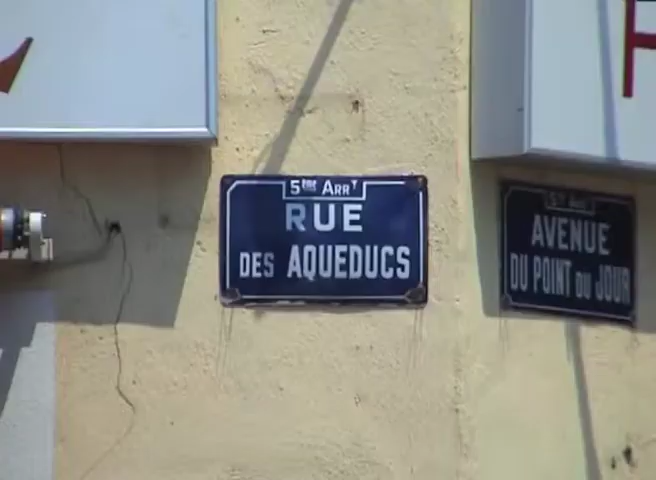 5ème ARRT
RUE
DES AQUEDUCS
AVENUE
DU POINT DU JOUR